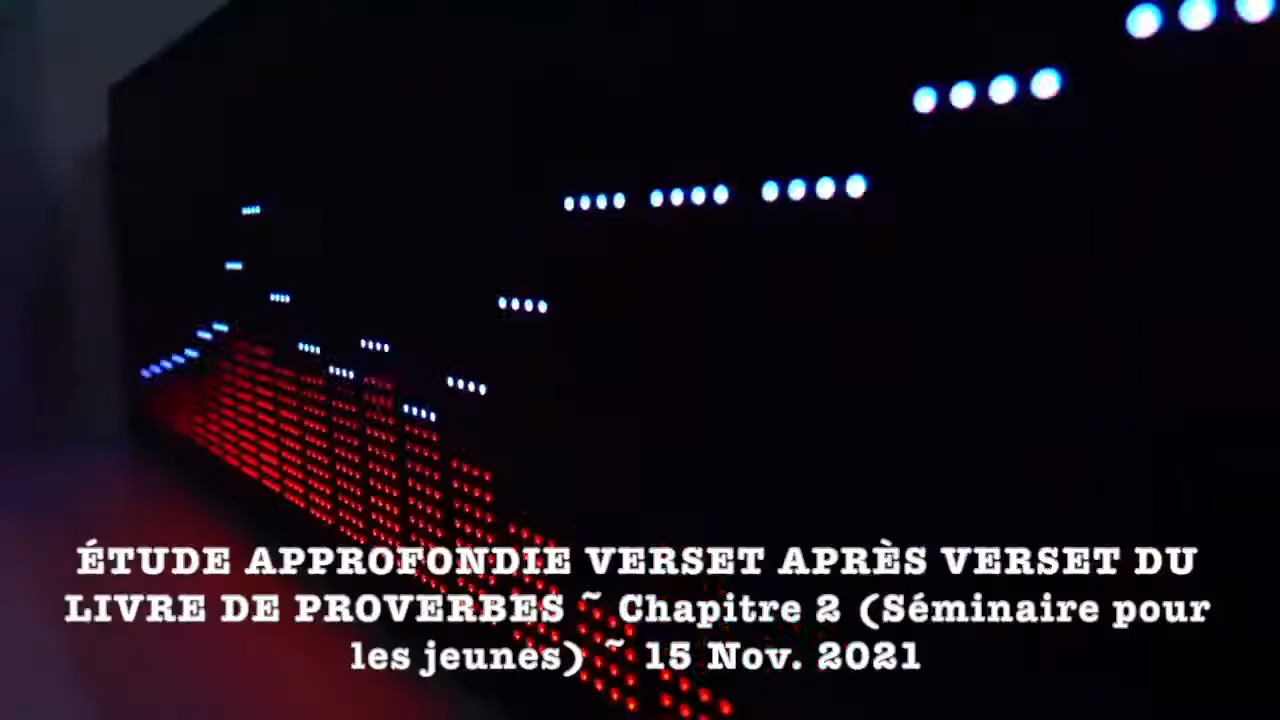 ÉTUDE APPROFONDIE VERSET APRÈS VERSET DU
LIVRE DE PROVERBES ~ Chapitre 2 (Séminaire pour
les jeunes) ~ 15 Nov. 2021